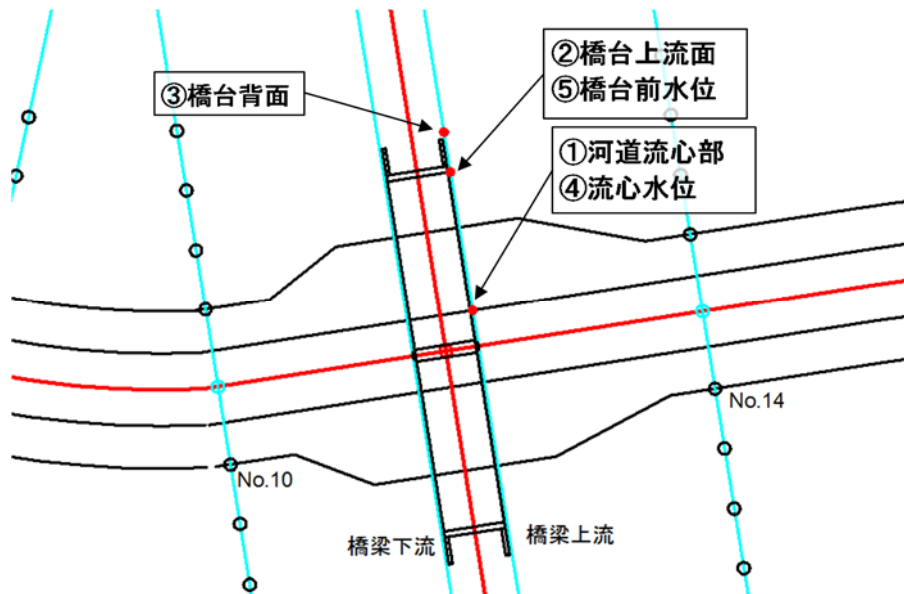 ②橋台上流面
⑤橋台前水位
③橋台背面
①河道流心部
④流心水位
No.14
No.10
橋梁下流
橋梁上流